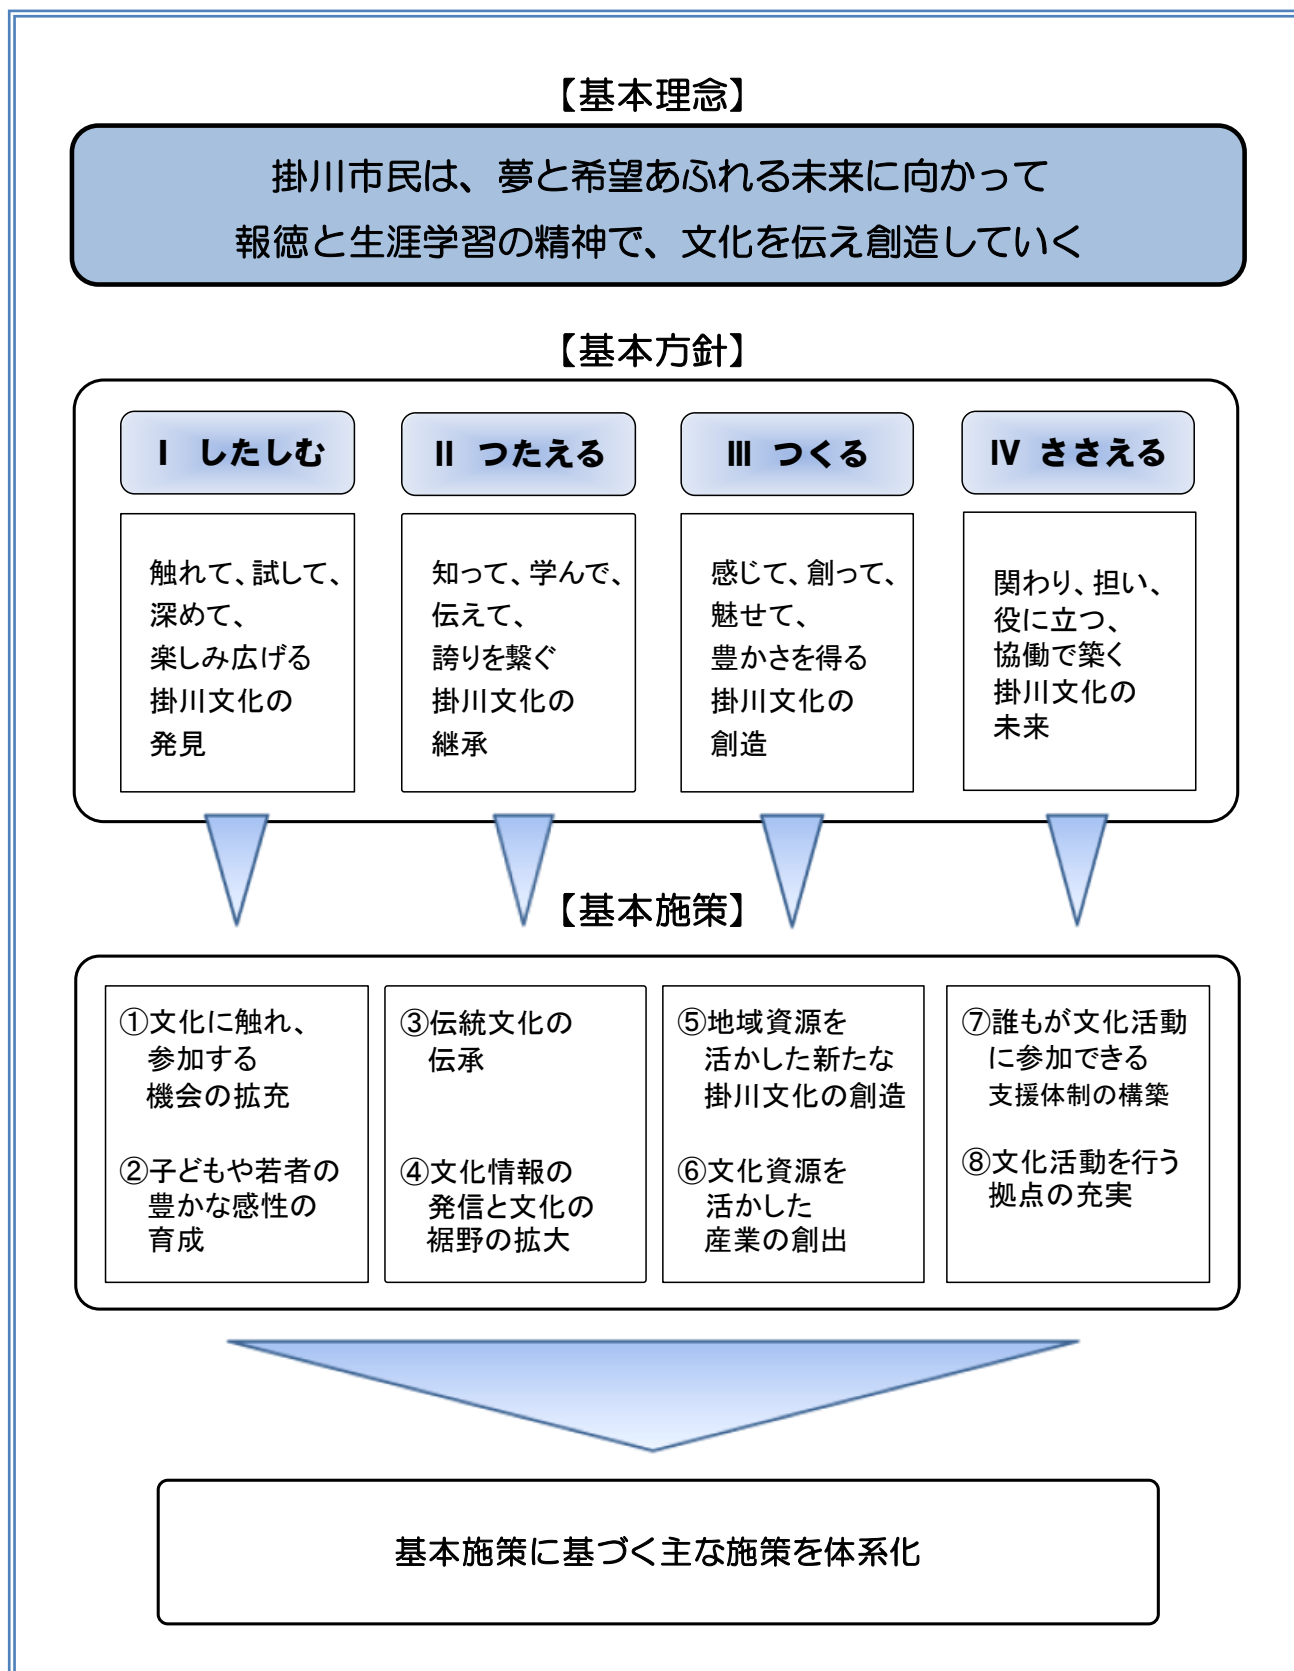 【基本理念】
掛川市民は、夢と希望あふれる未来に向かって
報徳と生涯学習の精神で、文化を伝え創造していく
【基本方針】
Ⅰ したしむ
触れて、試して、
深めて、
楽しみ広げる
掛川文化の
発見
Ⅱ つたえる
知って、学んで、
伝えて、
誇りを繋ぐ
掛川文化の
継承
Ⅲ つくる
感じて、創って、
魅せて、
豊かさを得る
掛川文化の
創造
Ⅳ ささえる
関わり、担い、
役に立つ、
協働で築く
掛川文化の
未来
【基本施策】
①文化に触れ、
参加する
機会の拡充
②子どもや若者の
豊かな感性の
育成
③伝統文化の
伝承
④文化情報の
発信と文化の
裾野の拡大
⑤地域資源を
活かした新たな
掛川文化の創造
⑥文化資源を
活かした
産業の創出
⑦誰もが文化活動
に参加できる
支援体制の構築
⑧文化活動を行う
拠点の充実
基本施策に基づく主な施策を体系化